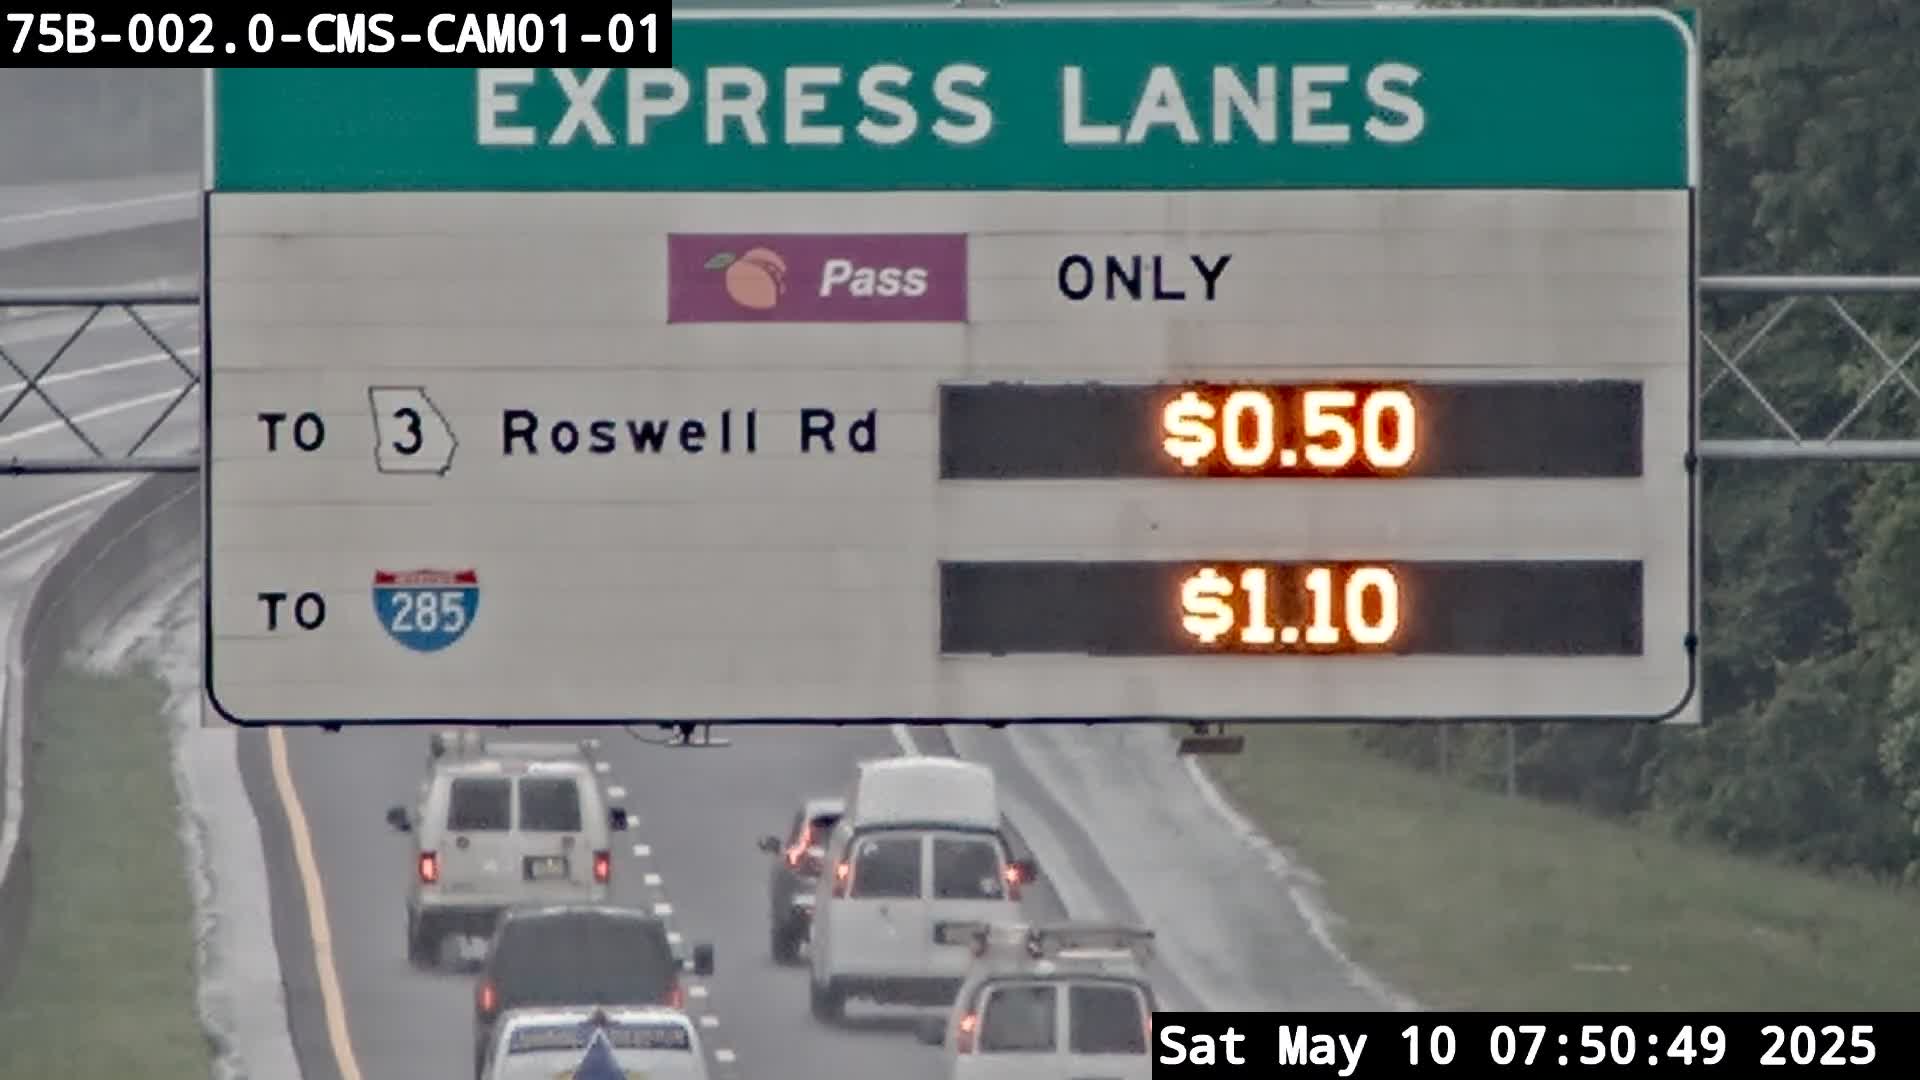 75B-002.0-CMS-CAM01-01
EXPRESS LANES
Pass ONLY
TO 3 Roswell Rd $0.50
TO 285 $1.10
Sat May 10 07:50:49 2025